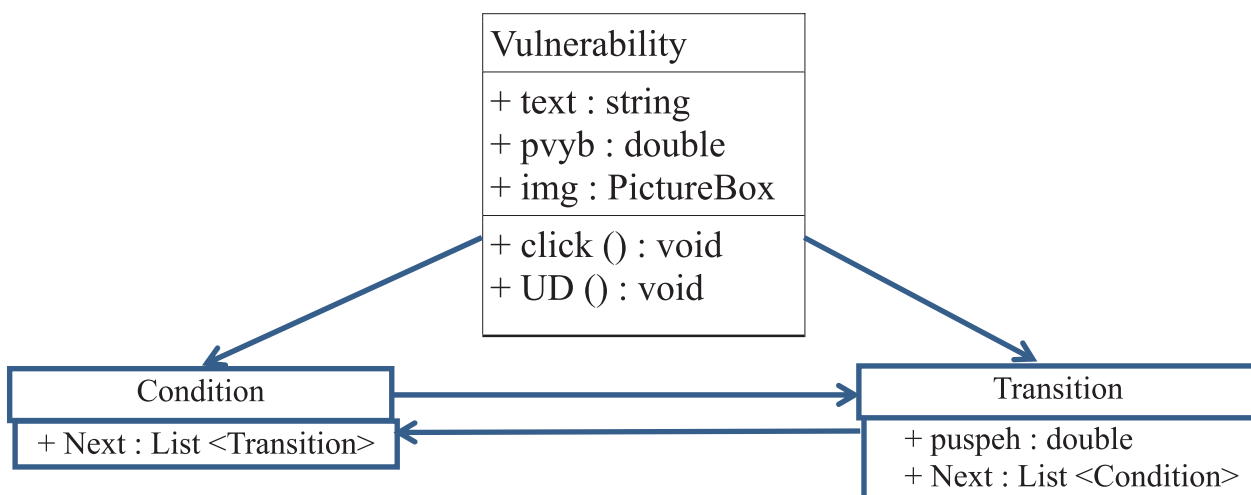 Vulnerability
+ text : string
+ pvyb : double
+ img : PictureBox
+ click () : void
+ UD () : void
Condition
+ Next : List <Transition>
Transition
+ puspeh : double
+ Next : List <Condition>